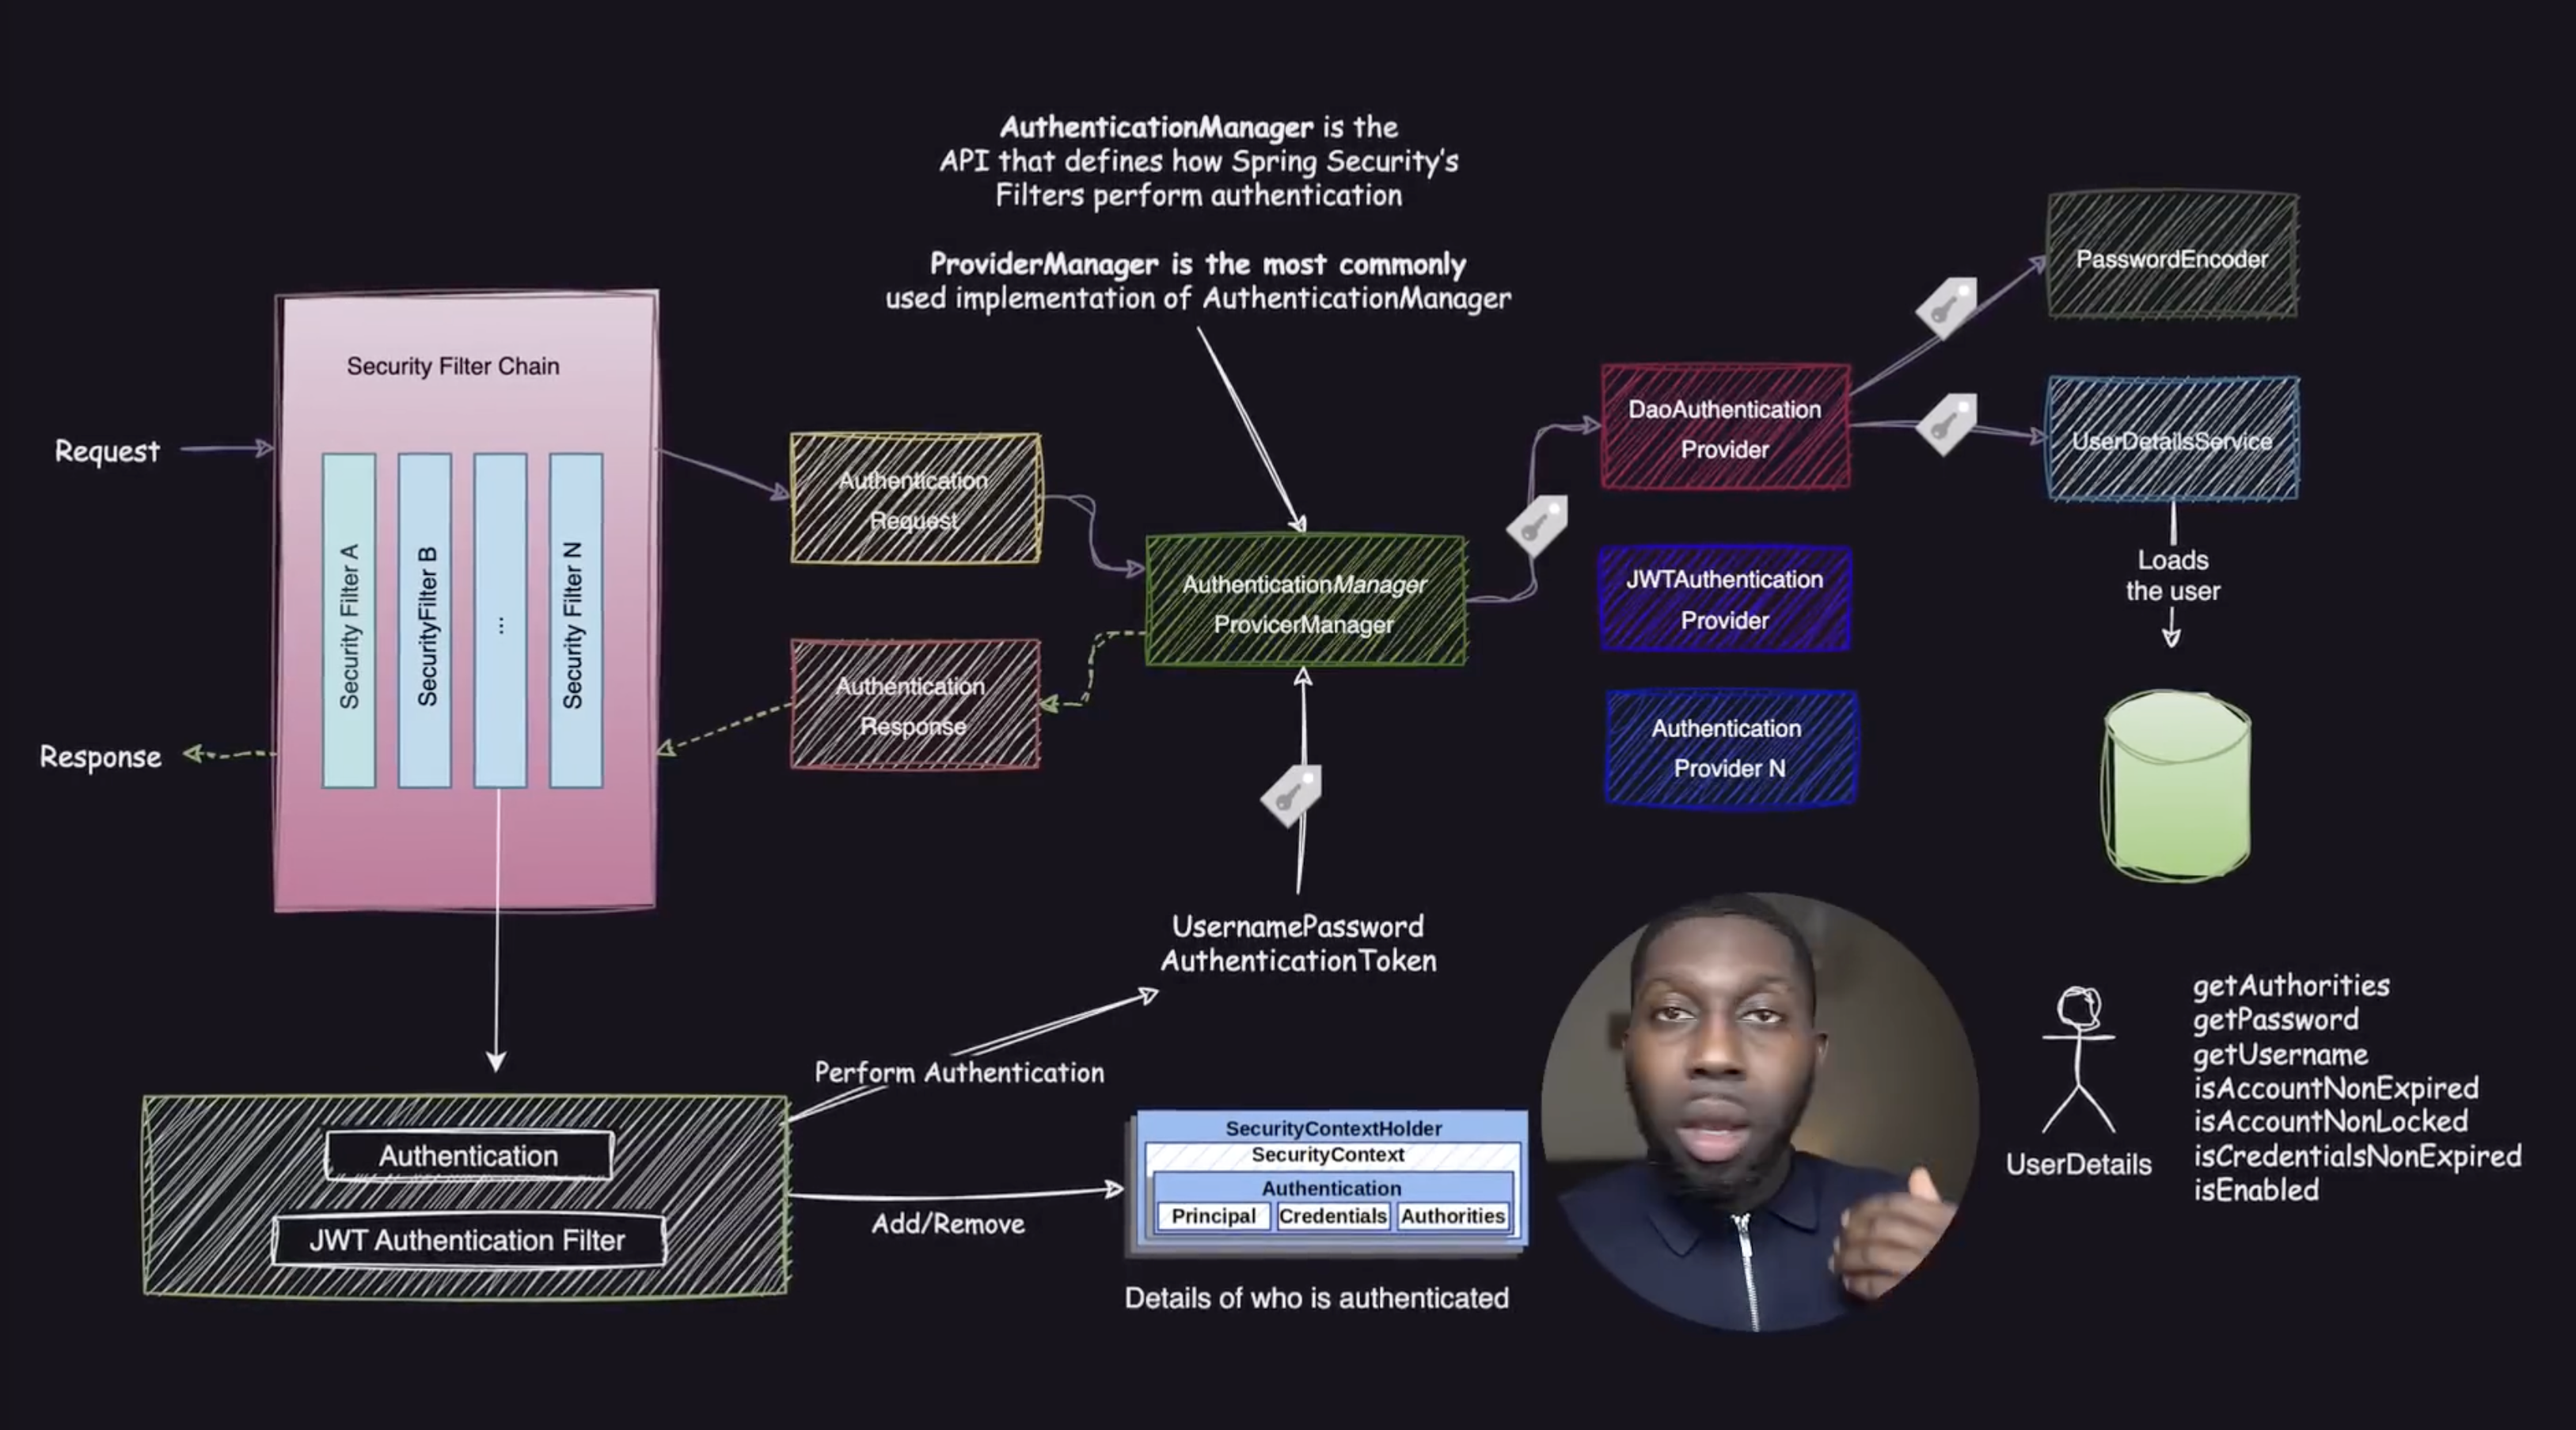 AuthenticationManager is the
API that defines how Spring Security's
Filters perform authentication
ProviderManager is the most commonly
used implementation of AuthenticationManager
Security Filter Chain
Request
Response
Security Filter A
SecurityFilter B
...
Security Filter N
Authentication
Request
Authentication
Response
AuthenticationManager
ProvicerManager
DaoAuthentication
Provider
JWTAuthentication
Provider
Authentication
Provider N
PasswordEncoder
UserDetailsService
Loads
the user
UsernamePassword
AuthenticationToken
Perform Authentication
Add/Remove
Authentication
JWT Authentication Filter
SecurityContextHolder
SecurityContext
Authentication
Principal
Credentials
Authorities
Details of who is authenticated
UserDetails
getAuthorities
getPassword
getUsername
isAccountNonExpired
isAccountNonLocked
isCredentialsNonExpired
isEnabled